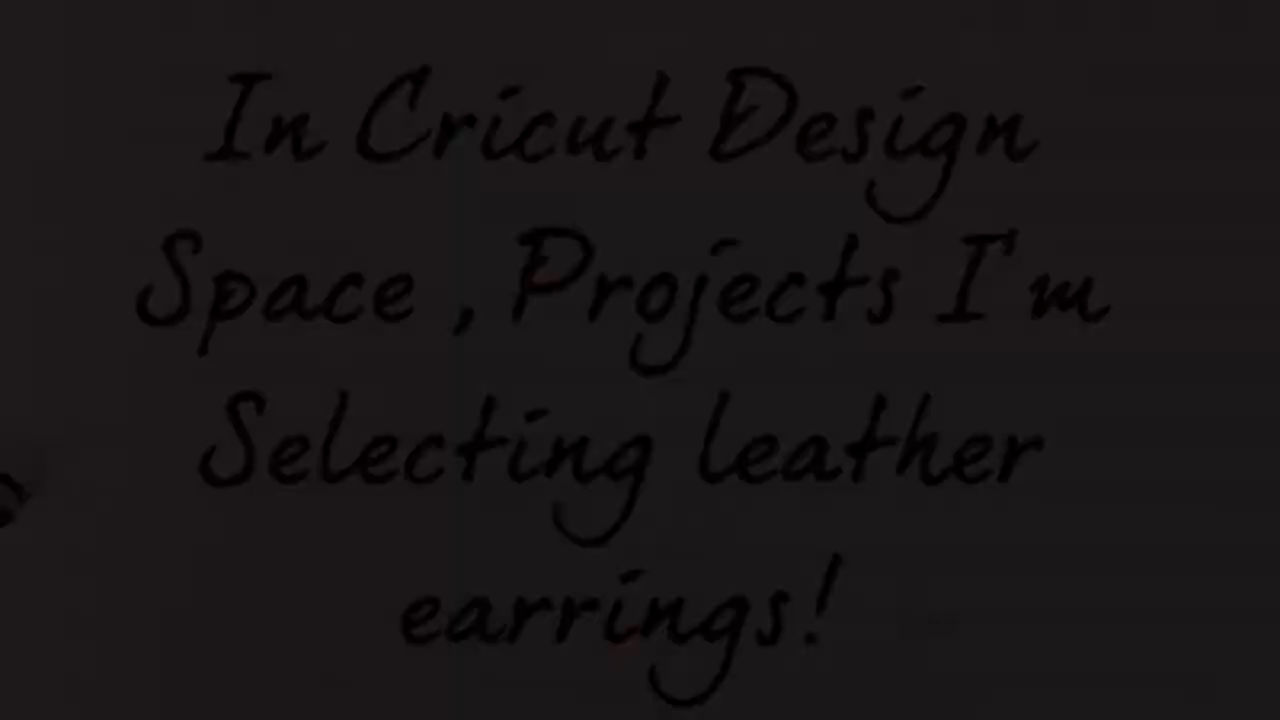 In Cricut Design
Space , Projects I'm
Selecting leather
earrings!